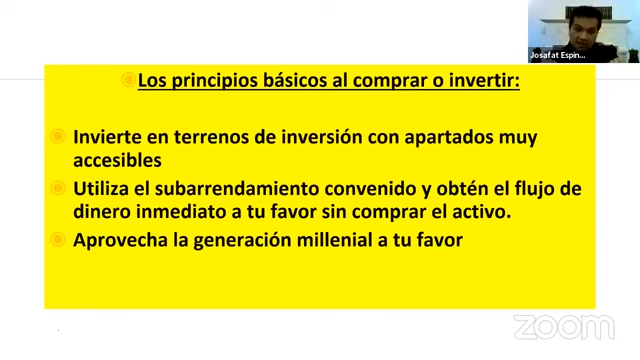 Josafat Espin...
Los principios básicos al comprar o invertir:
Invierte en terrenos de inversión con apartados muy
accesibles
Utiliza el subarrendamiento convenido y obtén el flujo de
dinero inmediato a tu favor sin comprar el activo.
Aprovecha la generación millenial a tu favor
zoom